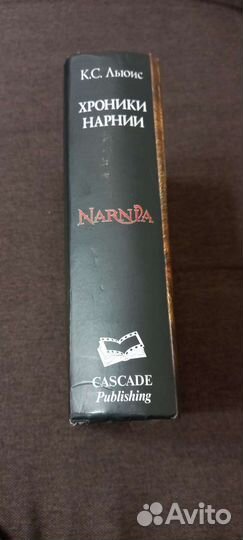 К.С. Льюис
ХРОНИКИ
НАРНИИ
NARNIA
CASCADE
Publishing
Avito